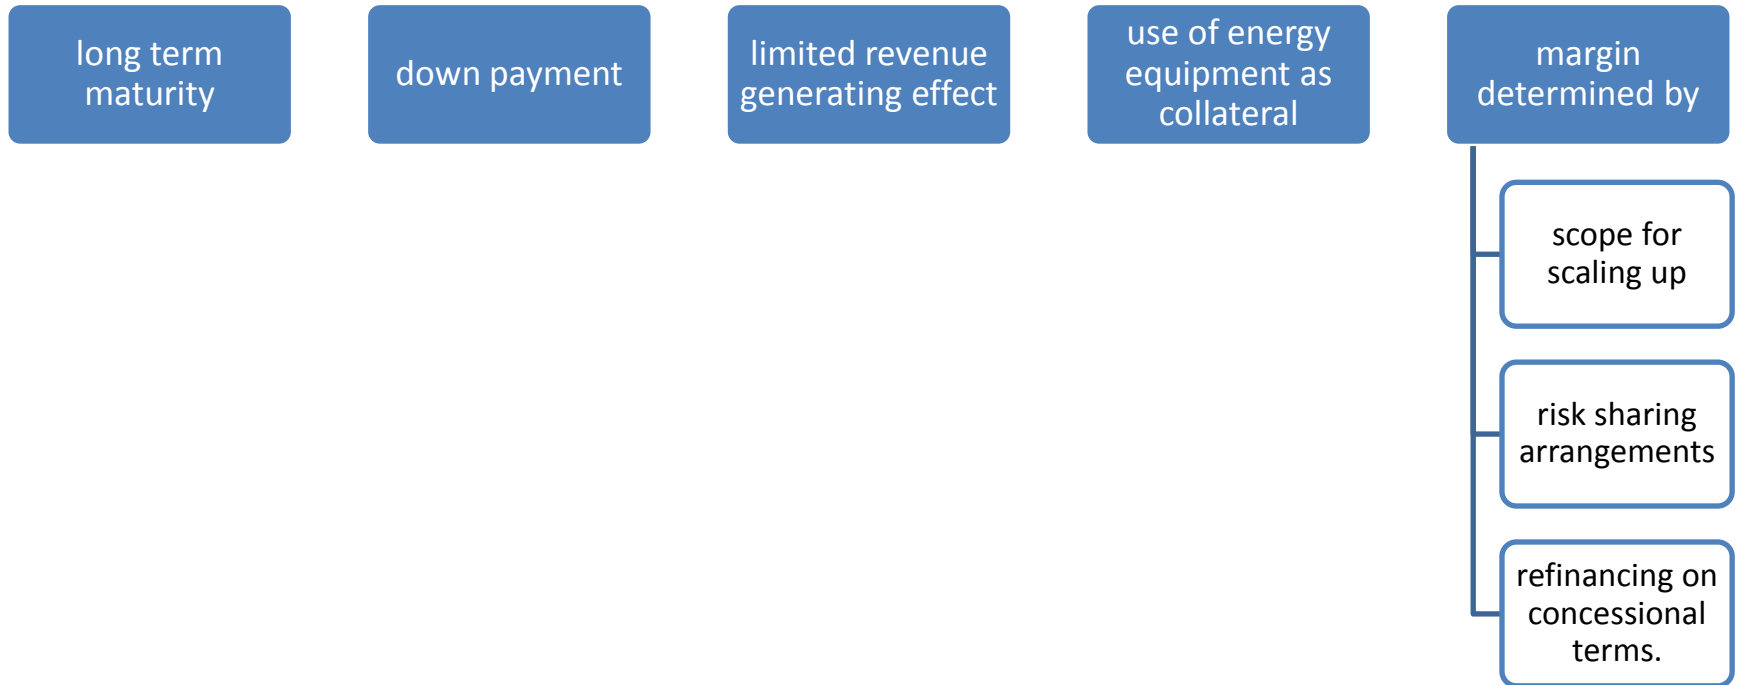 long term
maturity
down payment
limited revenue
generating effect
use of energy
equipment as
collateral
margin
determined by
scope for
scaling up
risk sharing
arrangements
refinancing on
concessional
terms.